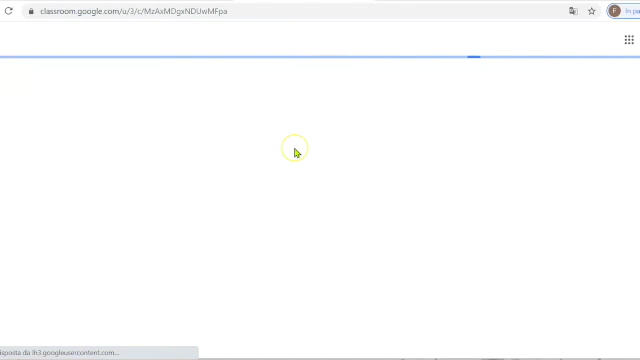 classroom.google.com/u/3/c/MzAxMDgxNDUwMFpa
F In pa
isposta da lh3.googleusercontent.com...